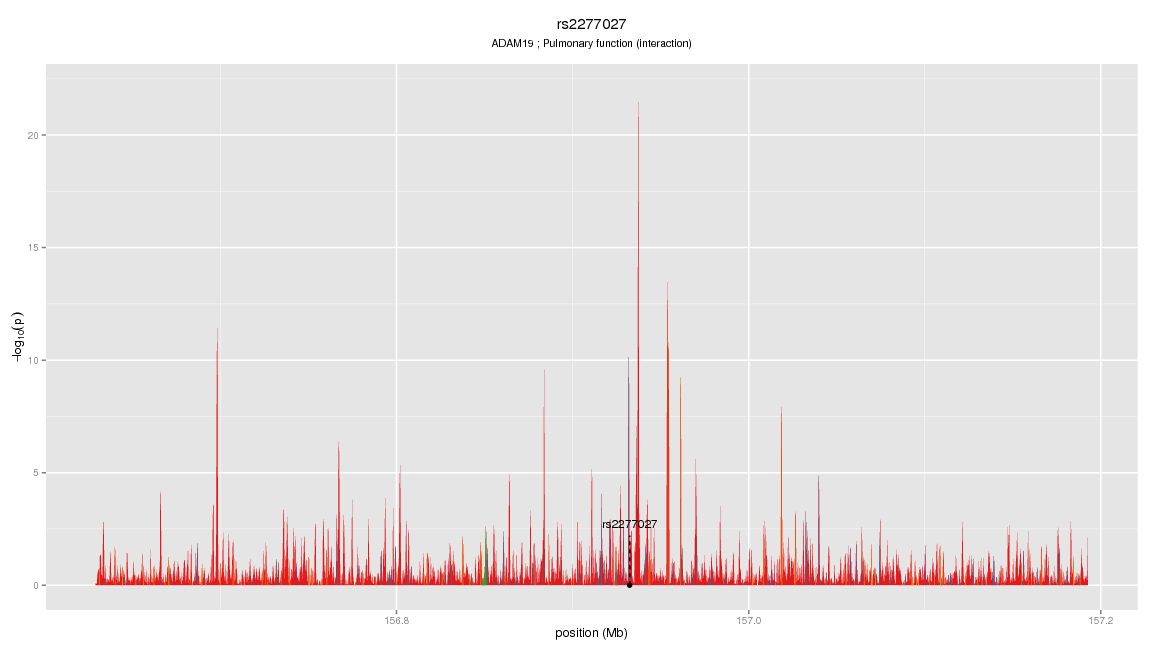 rs2277027
ADAM19 ; Pulmonary function (interaction)
20
15
10
5
0
−log10(p)
rs2277027
156.8
157.0
157.2
position (Mb)